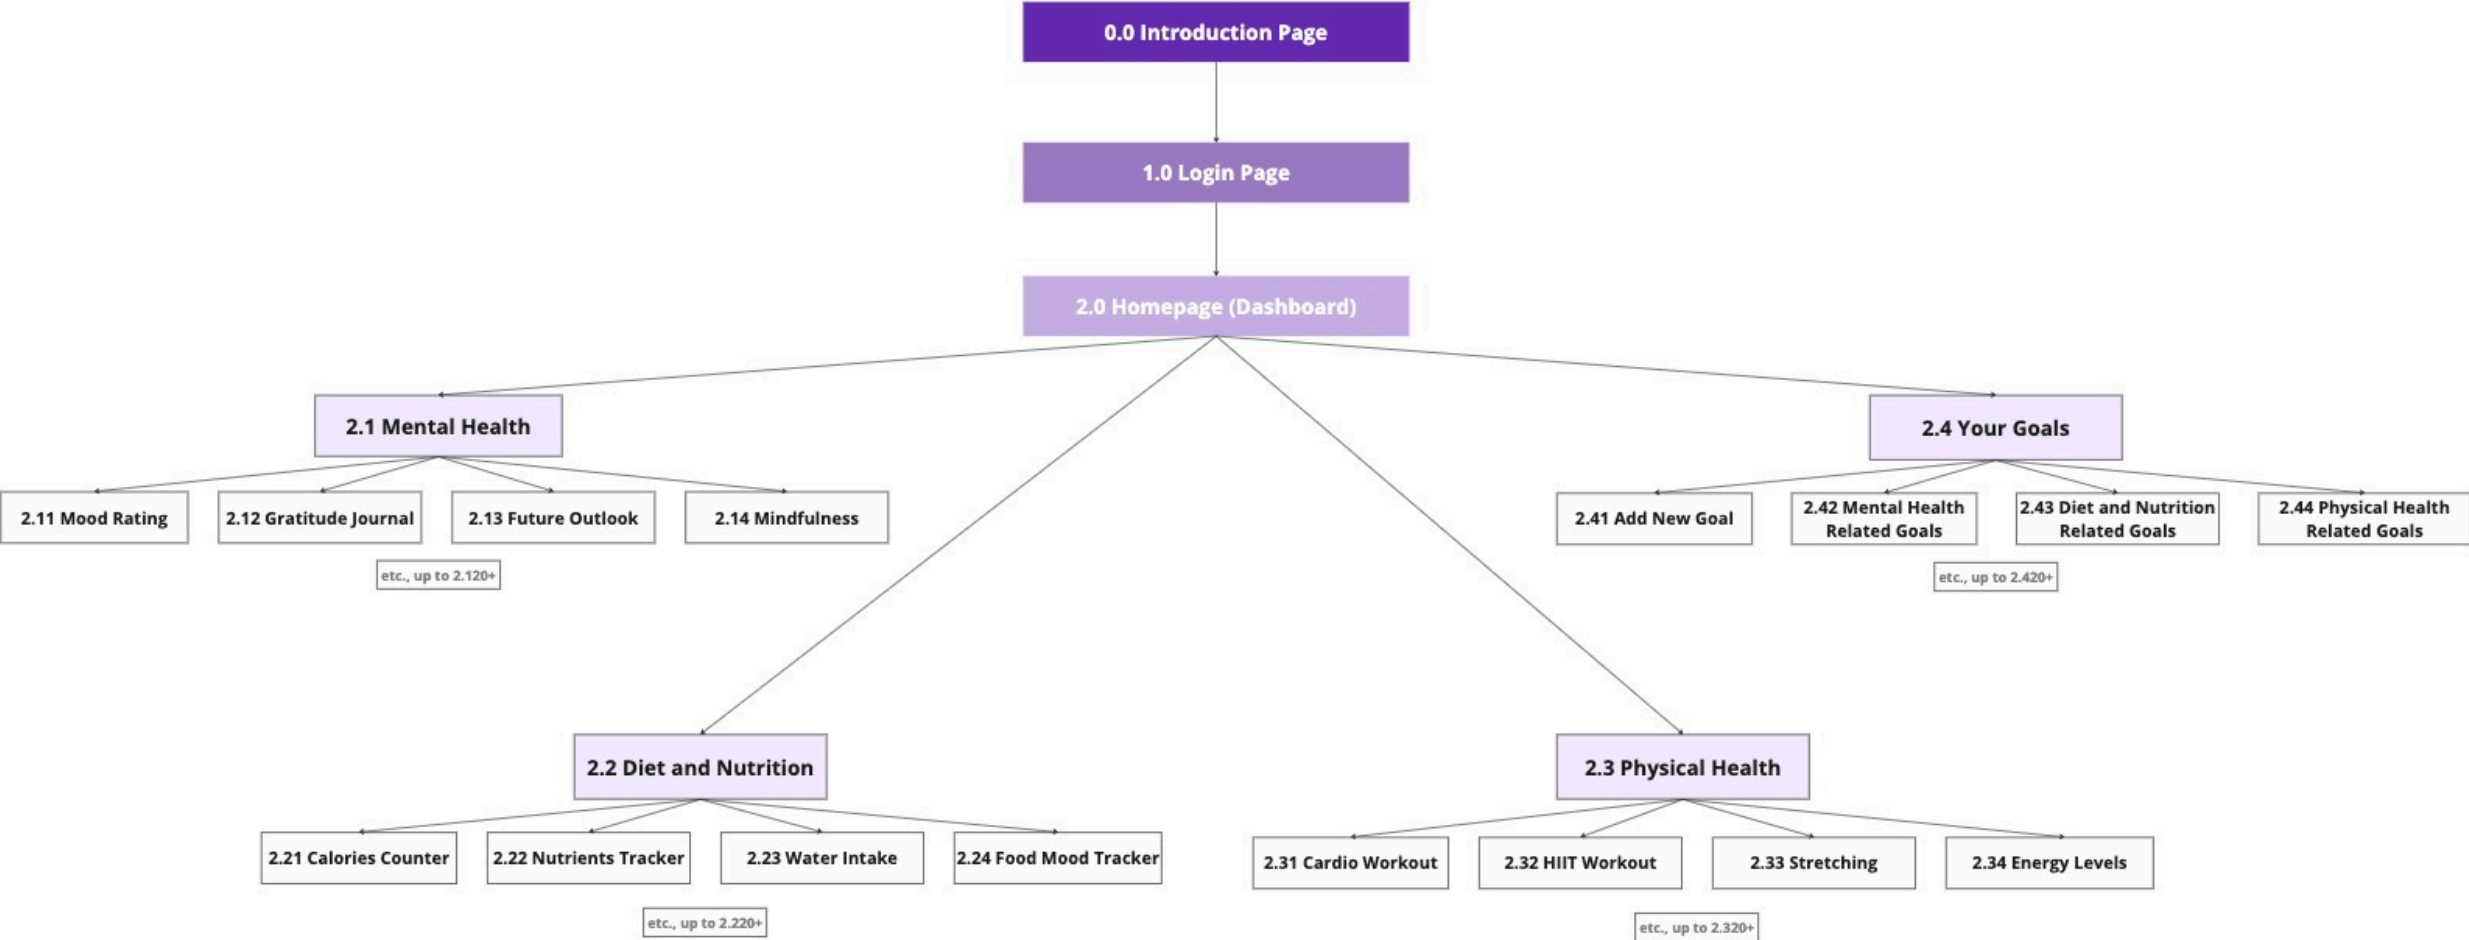 0.0 Introduction Page
1.0 Login Page
2.0 Homepage (Dashboard)
2.1 Mental Health
2.4 Your Goals
2.11 Mood Rating
2.12 Gratitude Journal
2.13 Future Outlook
2.14 Mindfulness
2.41 Add New Goal
2.42 Mental Health
Related Goals
2.43 Diet and Nutrition
Related Goals
2.44 Physical Health
Related Goals
etc., up to 2.120+
etc., up to 2.420+
2.2 Diet and Nutrition
2.3 Physical Health
2.21 Calories Counter
2.22 Nutrients Tracker
2.23 Water Intake
2.24 Food Mood Tracker
2.31 Cardio Workout
2.32 HIIT Workout
2.33 Stretching
2.34 Energy Levels
etc., up to 2.220+
etc., up to 2.320+